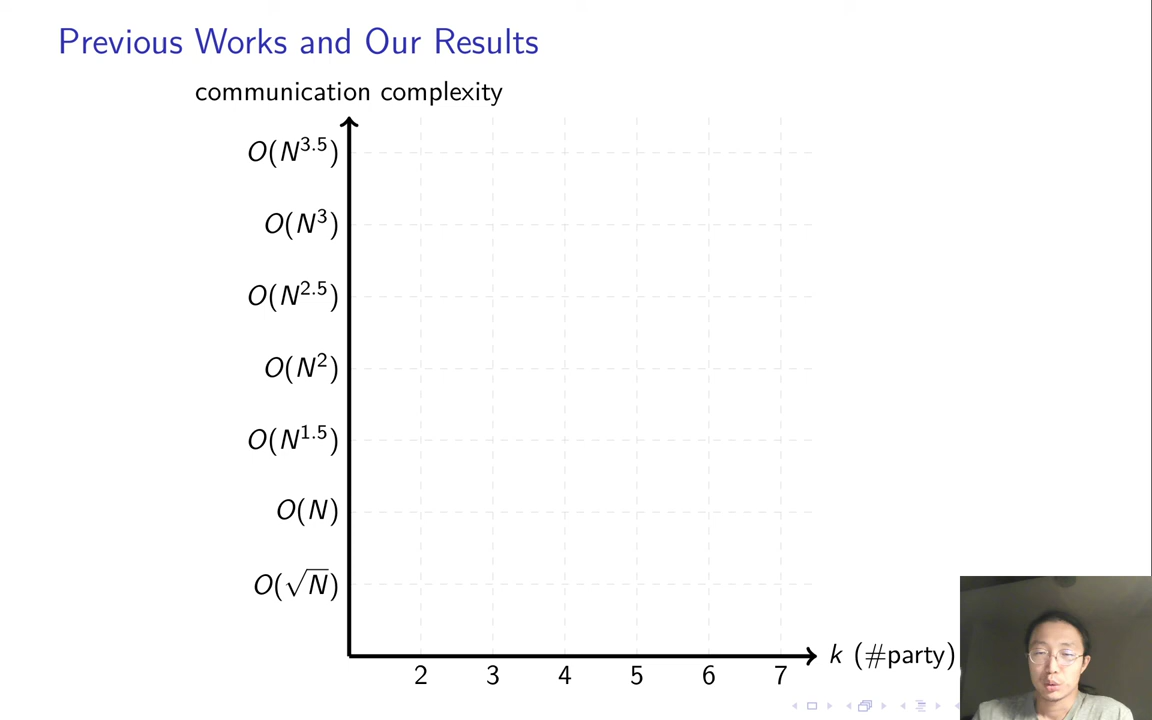 Previous Works and Our Results
communication complexity
O(N^3.5)
O(N^3)
O(N^2.5)
O(N^2)
O(N^1.5)
O(N)
O(√N)
k (#party)
2 3 4 5 6 7